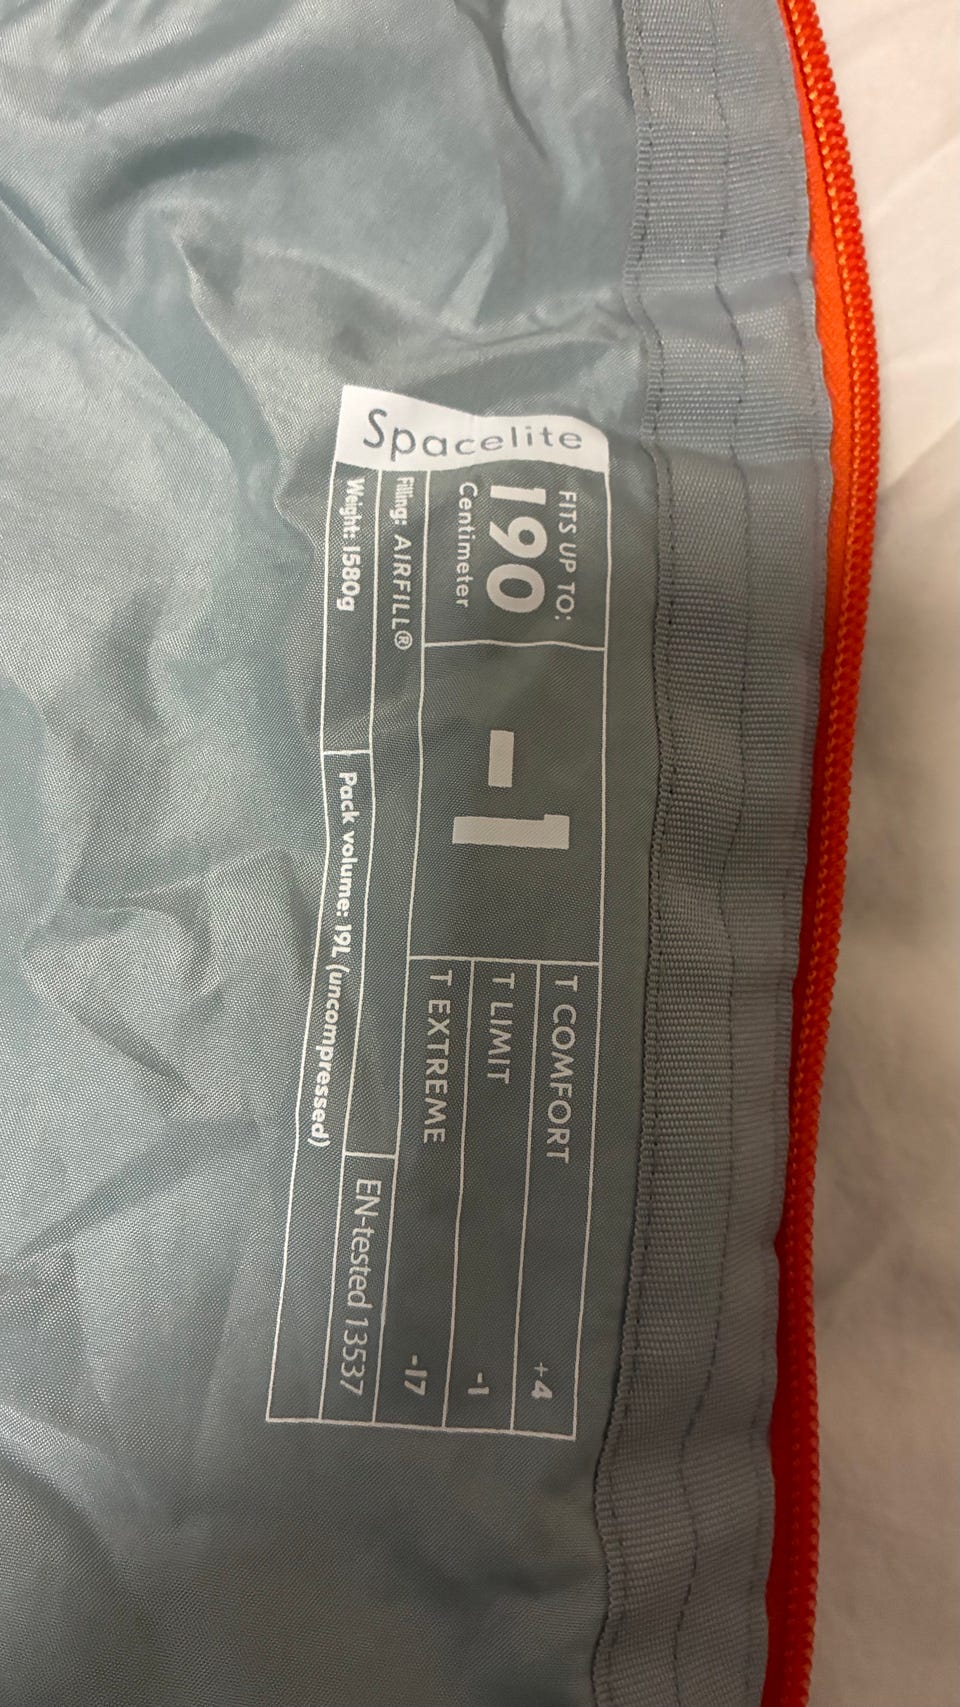 Spacelite
FITS UP TO:
190
Centimeter
-1
T COMFORT +4
T LIMIT -1
T EXTREME -17
Filling: AIRFILL®
EN-tested 13537
Weight: 1580g
Pack volume: 19L (uncompressed)